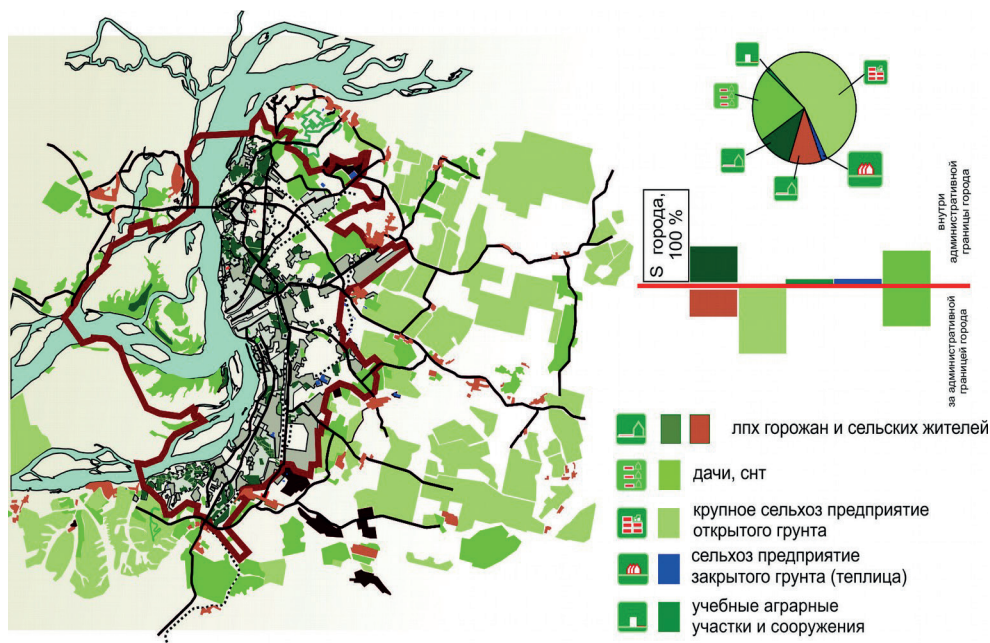 S города,
100 %
внутри
административной
границы города
за административной
границей города
лпх горожан и сельских жителей
дачи, снт
крупное сельхоз предприятие
открытого грунта
сельхоз предприятие
закрытого грунта (теплица)
учебные аграрные
участки и сооружения